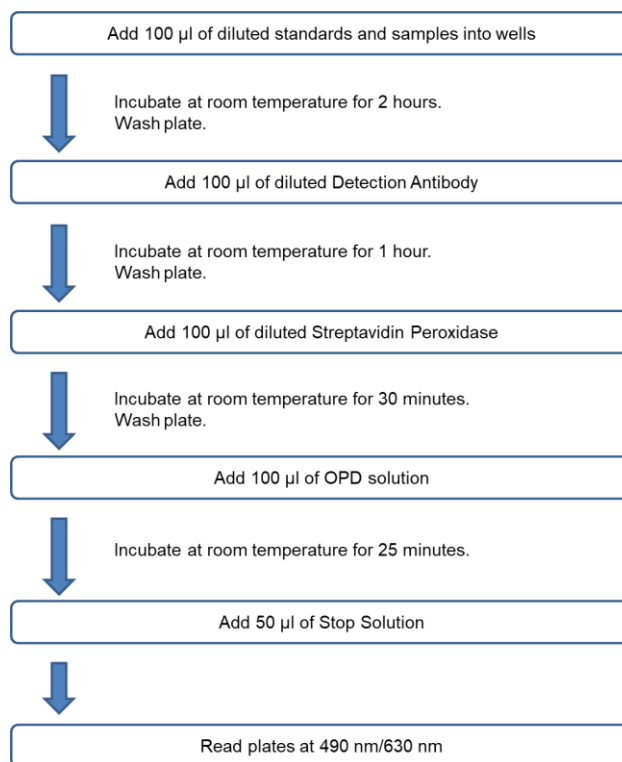 Add 100 µl of diluted standards and samples into wells
Incubate at room temperature for 2 hours.
Wash plate.
Add 100 µl of diluted Detection Antibody
Incubate at room temperature for 1 hour.
Wash plate.
Add 100 µl of diluted Streptavidin Peroxidase
Incubate at room temperature for 30 minutes.
Wash plate.
Add 100 µl of OPD solution
Incubate at room temperature for 25 minutes.
Add 50 µl of Stop Solution
Read plates at 490 nm/630 nm